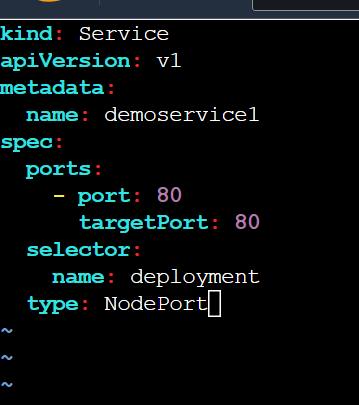 kind: Service
apiVersion: v1
metadata:
  name: demoservice1
spec:
  ports:
    - port: 80
      targetPort: 80
  selector:
    name: deployment
  type: NodePort
~
~
~